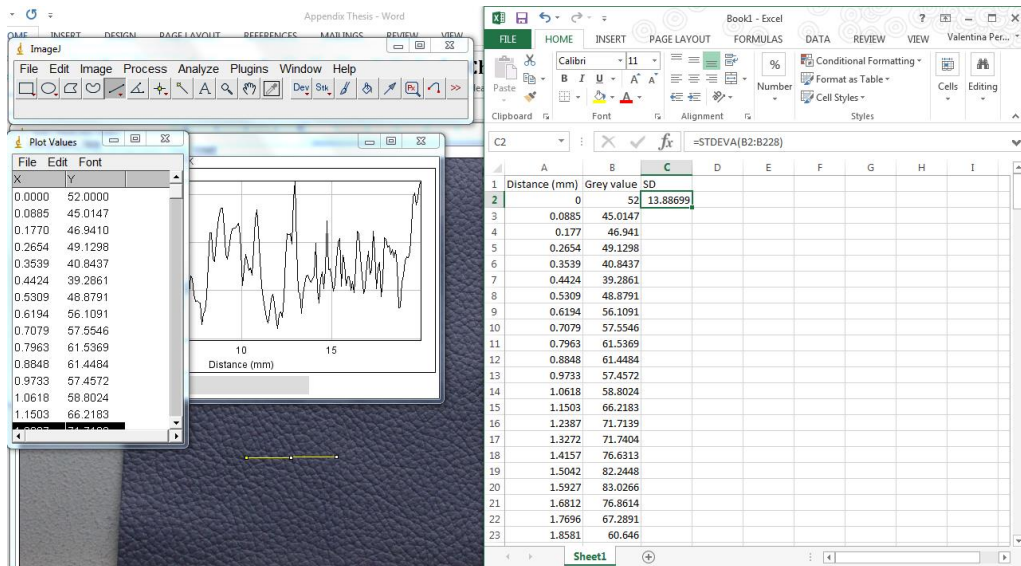 Appendix Thesis - Word
INSERT DESIGN PAGE LAYOUT REFERENCES MAILINGS REVIEW VIEW
ImageJ
File Edit Image Process Analyze Plugins Window Help
A Dev Stk >>
Plot Values
File Edit Font
X Y
0.0000 52.0000
0.0885 45.0147
0.1770 46.9410
0.2654 49.1298
0.3539 40.8437
0.4424 39.2861
0.5309 48.8791
0.6194 56.1091
0.7079 57.5546
0.7963 61.5369
0.8848 61.4484
0.9733 57.4572
1.0618 58.8024
1.1503 66.2183
10 15
Distance (mm)
Book1 - Excel
Valentina Per...
FILE HOME INSERT PAGE LAYOUT FORMULAS DATA REVIEW VIEW
Paste
Calibri 11
B I U A A A
%
Number
Conditional Formatting
Format as Table
Cell Styles
Cells Editing
Clipboard Font Alignment Styles
C2 fx =STDEVA(B2:B228)
A B C D E F G H I
1 Distance (mm) Grey value SD
2 0 52 13.88699
3 0.0885 45.0147
4 0.177 46.941
5 0.2654 49.1298
6 0.3539 40.8437
7 0.4424 39.2861
8 0.5309 48.8791
9 0.6194 56.1091
10 0.7079 57.5546
11 0.7963 61.5369
12 0.8848 61.4484
13 0.9733 57.4572
14 1.0618 58.8024
15 1.1503 66.2183
16 1.2387 71.7139
17 1.3272 71.7404
18 1.4157 76.6313
19 1.5042 82.2448
20 1.5927 83.0266
21 1.6812 76.8614
22 1.7696 67.2891
23 1.8581 60.646
Sheet1